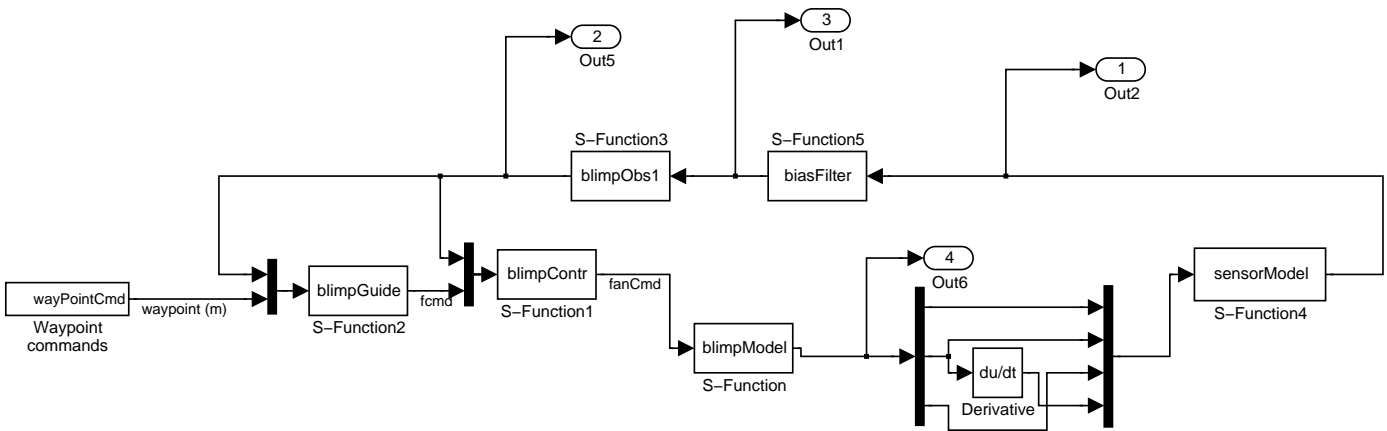 3
Out1
2
Out5
1
Out2
S−Function3
blimpObs1
S−Function5
biasFilter
wayPointCmd
Waypoint
commands
waypoint (m)
blimpGuide
S−Function2
fcmd
blimpContr
S−Function1
fanCmd
blimpModel
S−Function
4
Out6
du/dt
Derivative
sensorModel
S−Function4